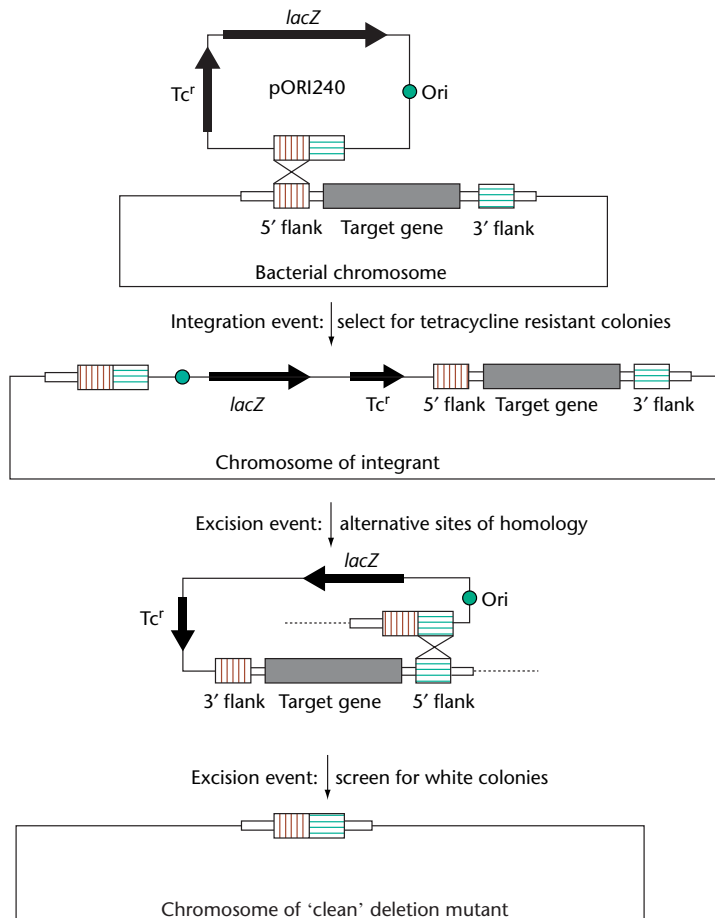 lacZ
pORI240
Tcʳ
Ori
5′ flank Target gene 3′ flank
Bacterial chromosome
Integration event: select for tetracycline resistant colonies
lacZ Tcʳ 5′ flank Target gene 3′ flank
Chromosome of integrant
Excision event: alternative sites of homology
lacZ
Ori
Tcʳ
3′ flank Target gene 5′ flank
Excision event: screen for white colonies
Chromosome of ‘clean’ deletion mutant